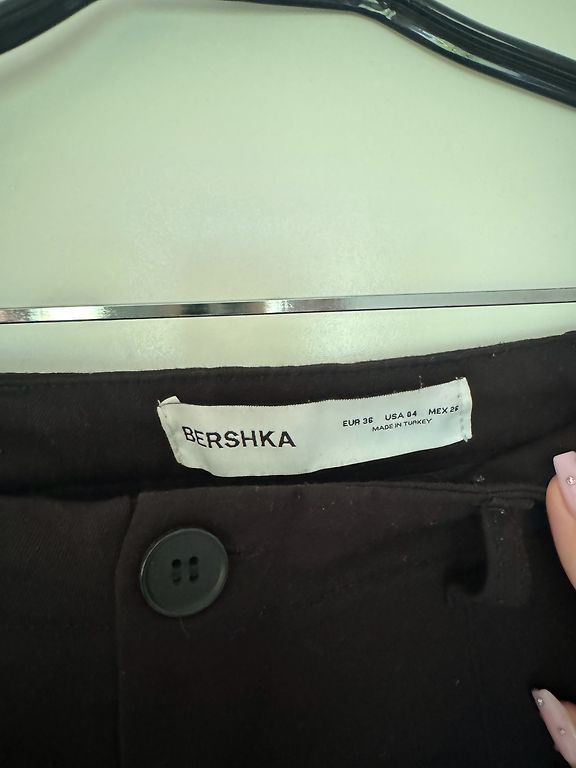 BERSHKA
EUR 36 USA 04 MEX 26
MADE IN TURKEY